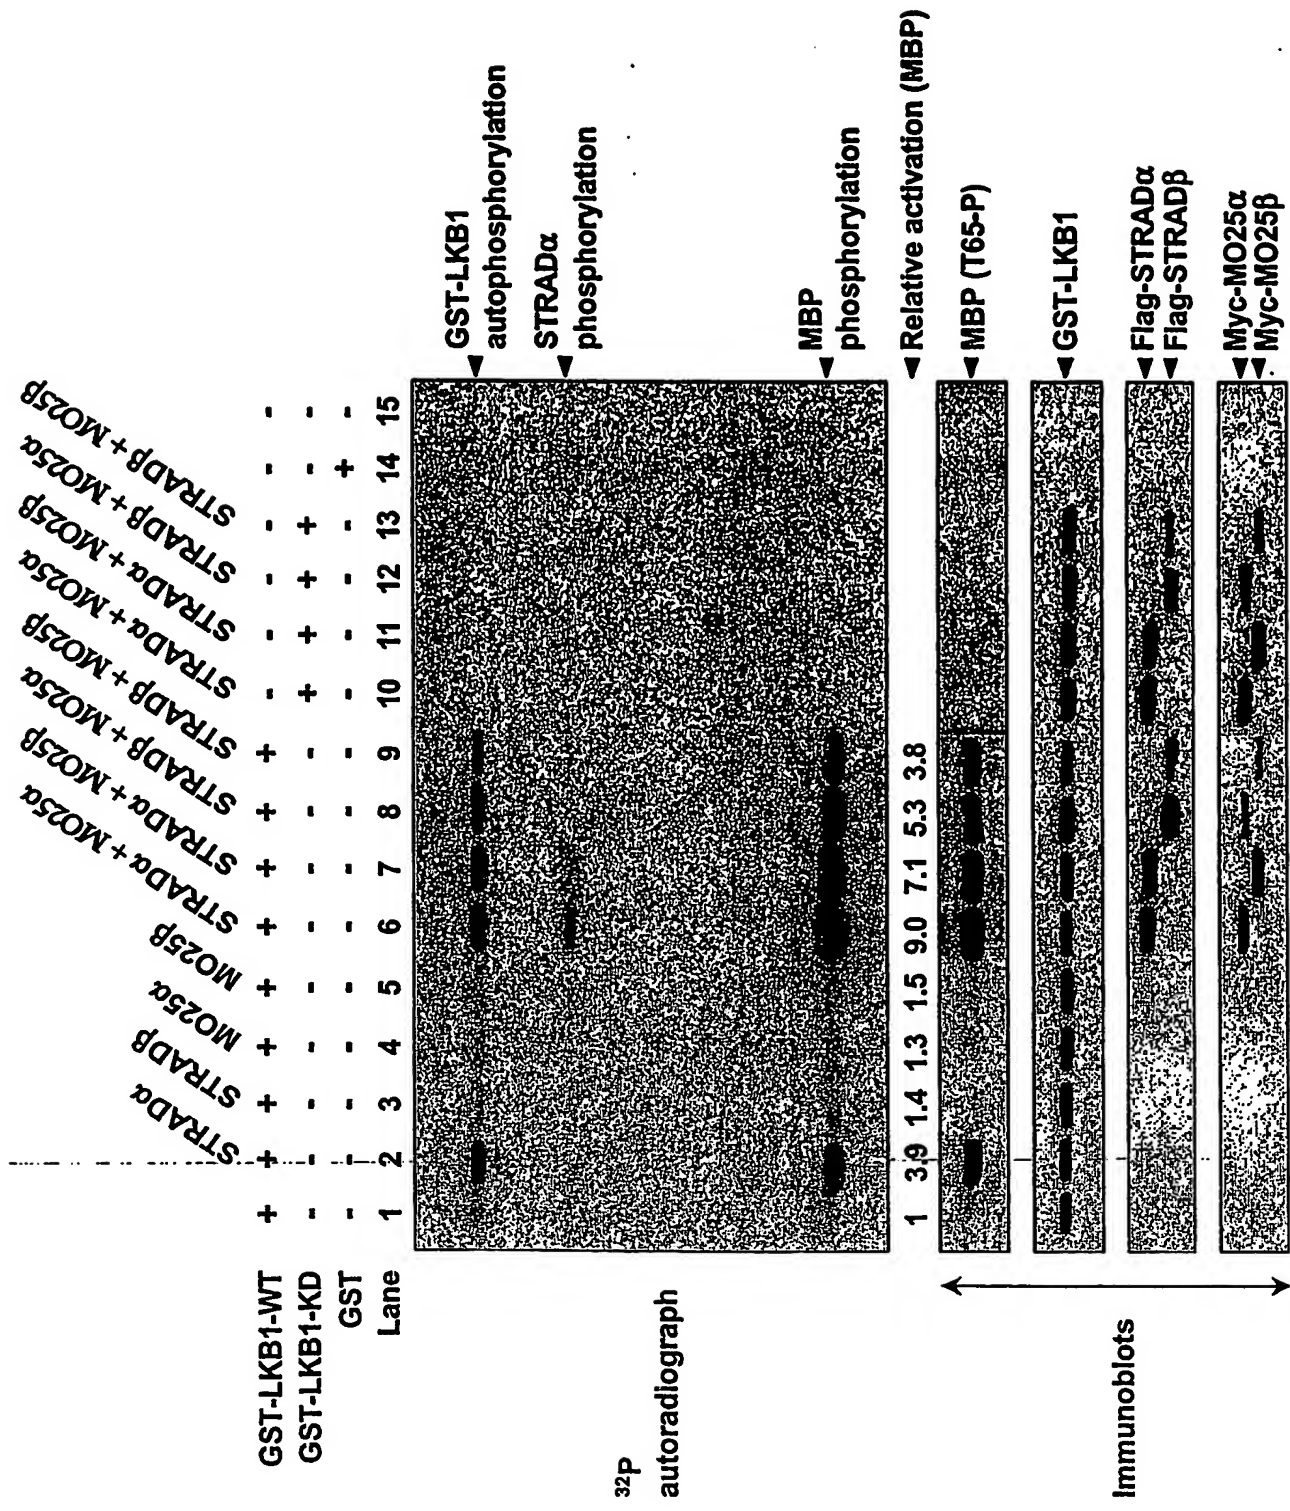 STRADα
STRADβ
MO25α
MO25β
STRADα + MO25α
STRADα + MO25β
STRADβ + MO25α
STRADβ + MO25β
STRADα + MO25α
STRADα + MO25β
STRADβ + MO25α
STRADβ + MO25β
GST-LKB1-WT + + + + + + + + + - - - - - -
GST-LKB1-KD - - - - - - - - - + + + + - -
GST - - - - - - - - - - - - - + -
Lane 1 2 3 4 5 6 7 8 9 10 11 12 13 14 15
32P
autoradiograph
GST-LKB1
autophosphorylation
STRADα
phosphorylation
MBP
phosphorylation
1 3.9 1.4 1.3 1.5 9.0 7.1 5.3 3.8 Relative activation (MBP)
Immunoblots
MBP (T65-P)
GST-LKB1
Flag-STRADα
Flag-STRADβ
Myc-MO25α
Myc-MO25β